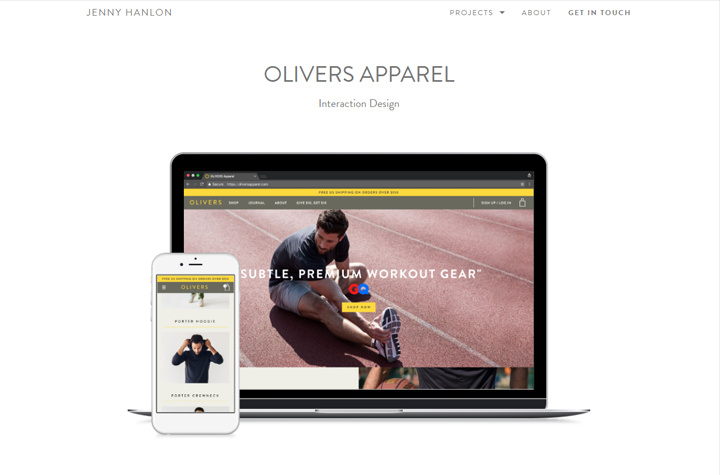 JENNY HANLON
PROJECTS
ABOUT
GET IN TOUCH
OLIVERS APPAREL
Interaction Design
OLIVERS Apparel
Secure
https://oliversapparel.com
FREE US SHIPPING ON ORDERS OVER $100
OLIVERS
SHOP
JOURNAL
ABOUT
GIVE $15. GET $15
SIGN UP / LOG IN
SUBTLE, PREMIUM WORKOUT GEAR"
SHOP NOW
FREE US SHIPPING ON ORDERS OVER $100
OLIVERS
PORTER HOODIE
PORTER CREWNECK